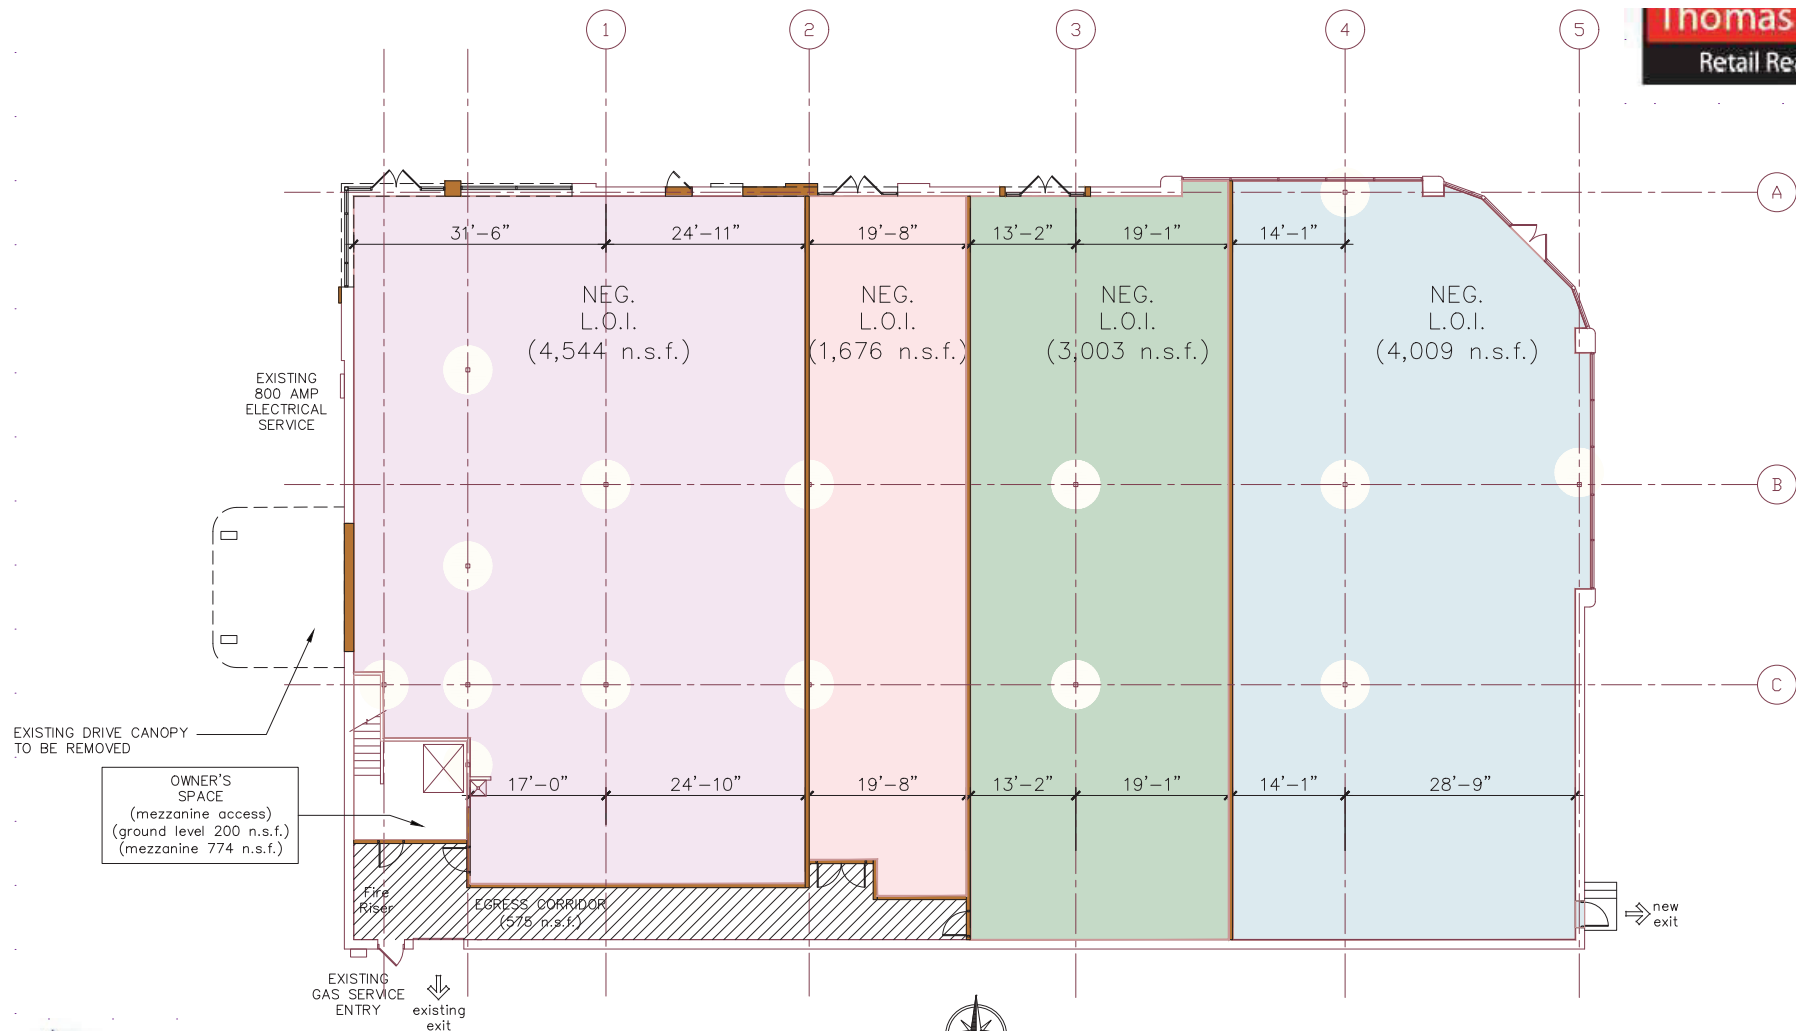 1
2
3
4
5
Thomas
Retail
A
31'-6"
24'-11"
19'-8"
13'-2"
19'-1"
14'-1"
NEG.
L.O.I.
(4,544 n.s.f.)
NEG.
L.O.I.
(1,676 n.s.f.)
NEG.
L.O.I.
(3,003 n.s.f.)
NEG.
L.O.I.
(4,009 n.s.f.)
EXISTING
800 AMP
ELECTRICAL
SERVICE
B
C
EXISTING DRIVE CANOPY
TO BE REMOVED
OWNER'S
SPACE
(mezzanine access)
(ground level 200 n.s.f.)
(mezzanine 774 n.s.f.)
17'-0"
24'-10"
19'-8"
13'-2"
19'-1"
14'-1"
28'-9"
Fire
Riser
EGRESS CORRIDOR
(575 n.s.f.)
new
exit
EXISTING
GAS SERVICE
ENTRY
existing
exit